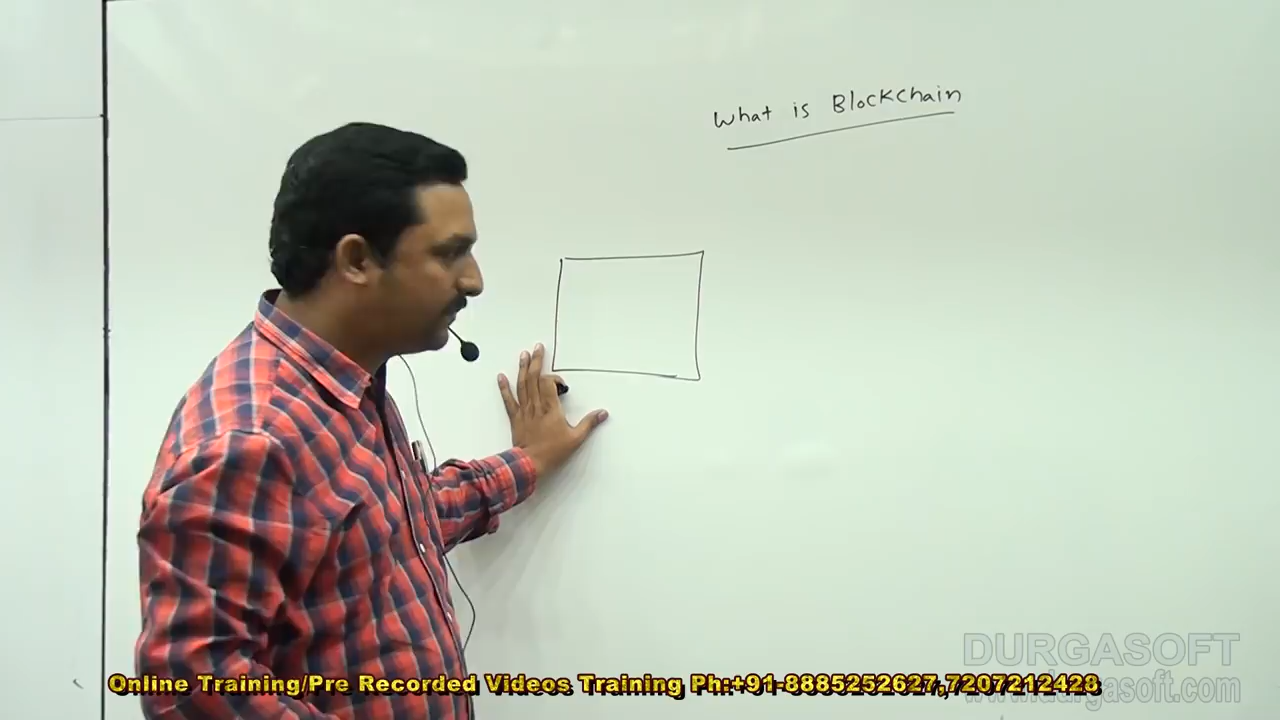 What is Blockchain
DURGASOFT
www.durgasoft.com
Online Training/Pre Recorded Videos Training Ph:+91-8885252627,7207212428